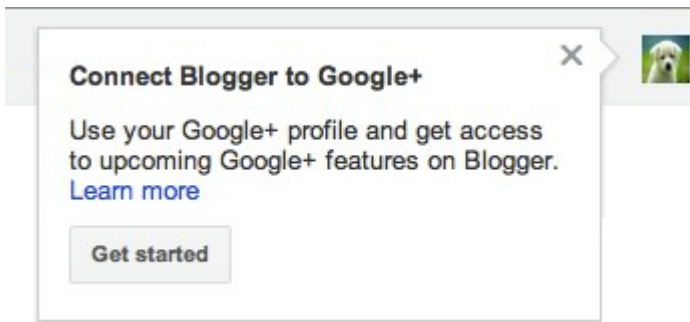 Connect Blogger to Google+
Use your Google+ profile and get access
to upcoming Google+ features on Blogger.
Learn more
Get started